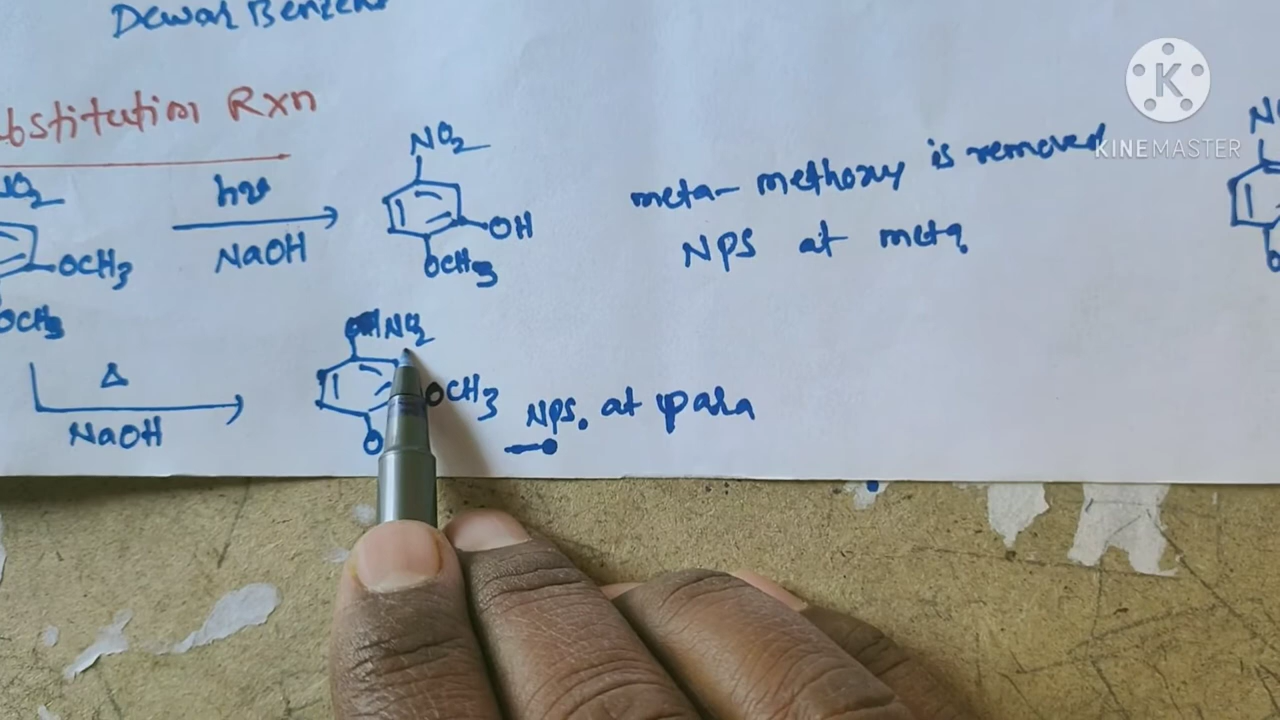 Dewar Benzene
bstitution Rxn
NO2
OCH3
OCH3
hν
NaOH
NO2
OH
OCH3
meta- methoxy is removed
NPS at meta
Δ
NaOH
NO2
OCH3
O
NPS. at para
N
K
KINEMASTER